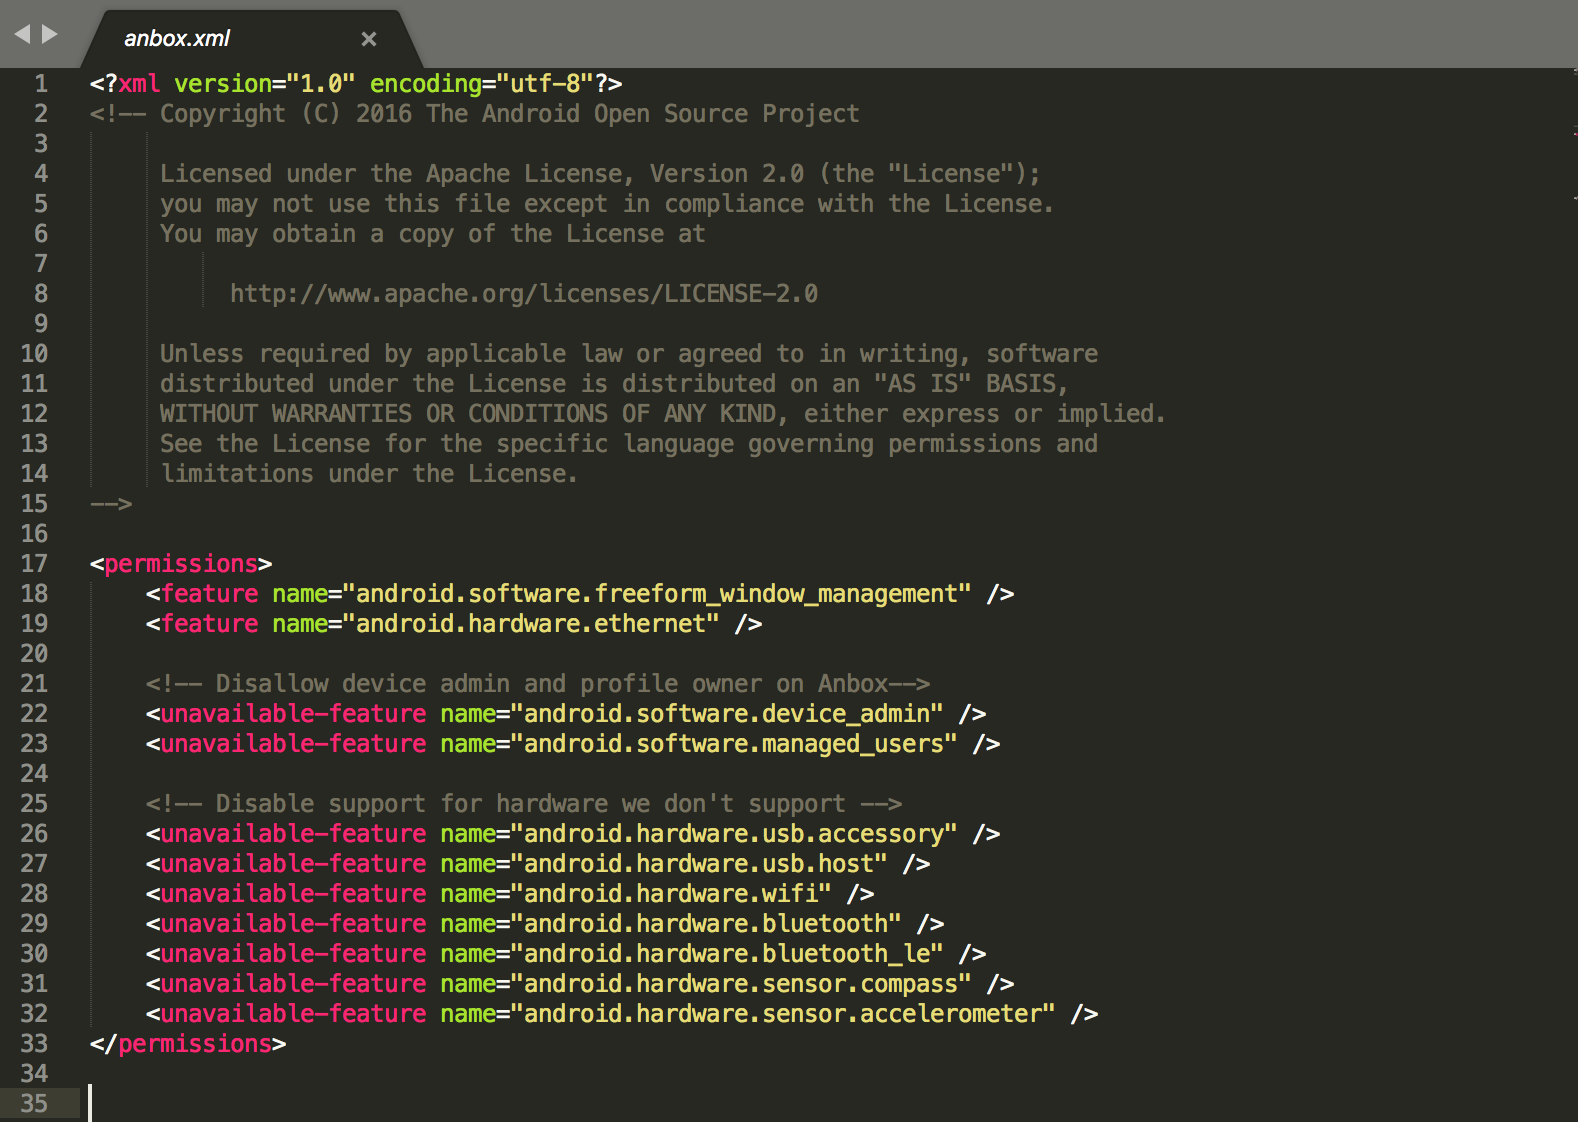 anbox.xml ×
1 <?xml version="1.0" encoding="utf-8"?>
2 <!-- Copyright (C) 2016 The Android Open Source Project
3
4 Licensed under the Apache License, Version 2.0 (the "License");
5 you may not use this file except in compliance with the License.
6 You may obtain a copy of the License at
7
8 http://www.apache.org/licenses/LICENSE-2.0
9
10 Unless required by applicable law or agreed to in writing, software
11 distributed under the License is distributed on an "AS IS" BASIS,
12 WITHOUT WARRANTIES OR CONDITIONS OF ANY KIND, either express or implied.
13 See the License for the specific language governing permissions and
14 limitations under the License.
15 -->
16
17 <permissions>
18 <feature name="android.software.freeform_window_management" />
19 <feature name="android.hardware.ethernet" />
20
21 <!-- Disallow device admin and profile owner on Anbox-->
22 <unavailable-feature name="android.software.device_admin" />
23 <unavailable-feature name="android.software.managed_users" />
24
25 <!-- Disable support for hardware we don't support -->
26 <unavailable-feature name="android.hardware.usb.accessory" />
27 <unavailable-feature name="android.hardware.usb.host" />
28 <unavailable-feature name="android.hardware.wifi" />
29 <unavailable-feature name="android.hardware.bluetooth" />
30 <unavailable-feature name="android.hardware.bluetooth_le" />
31 <unavailable-feature name="android.hardware.sensor.compass" />
32 <unavailable-feature name="android.hardware.sensor.accelerometer" />
33 </permissions>
34
35